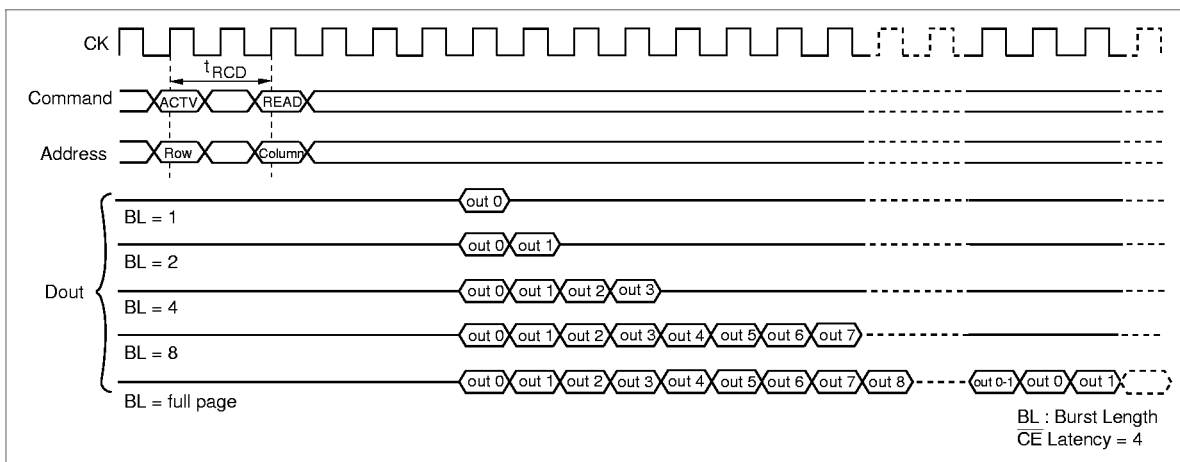 CK
t RCD
Command ACTV READ
Address Row Column
out 0
BL = 1
out 0 out 1
BL = 2
Dout
out 0 out 1 out 2 out 3
BL = 4
out 0 out 1 out 2 out 3 out 4 out 5 out 6 out 7
BL = 8
out 0 out 1 out 2 out 3 out 4 out 5 out 6 out 7 out 8 out 0-1 out 0 out 1
BL = full page
BL : Burst Length
C̅E̅ Latency = 4